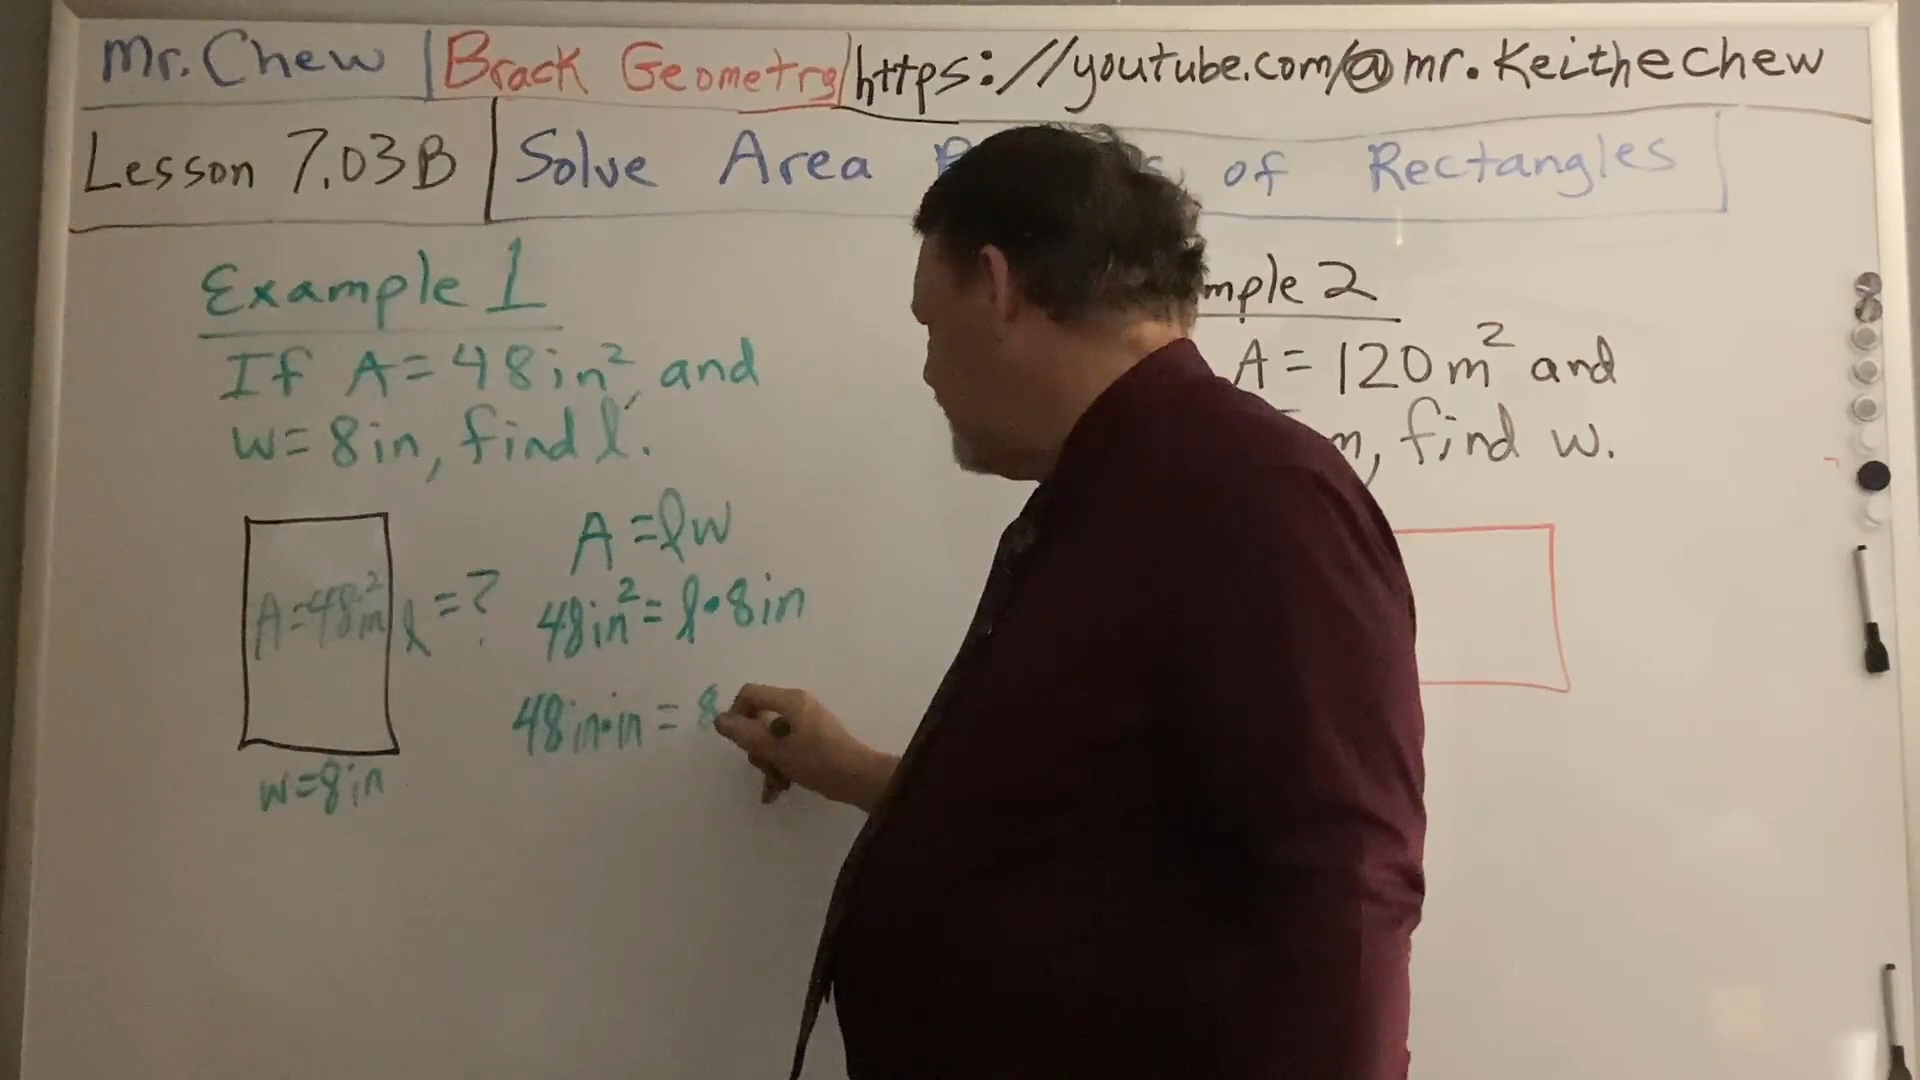 Mr. Chew | Brack Geometry | https://youtube.com/@mr.keithechew
Lesson 7.03B | Solve Area of Rectangles
Example 1
If A = 48in², and
w = 8in, find l.
A = 48in²
l = ?
w = 8in
A = lw
48in² = l • 8in
48in•in = 8
mple 2
A = 120m² and
m, find w.